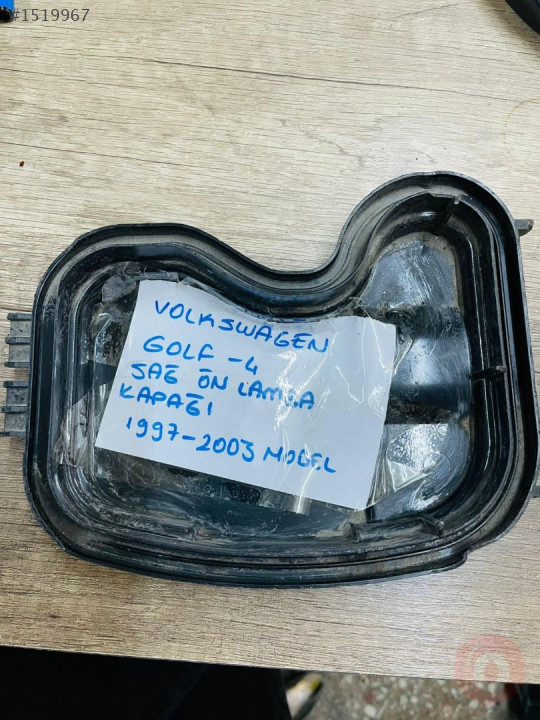 #1519967
VOLKSWAGEN
GOLF -4
SAĞ ÖN LAMBA
KAPAĞI
1997-2003 MODEL